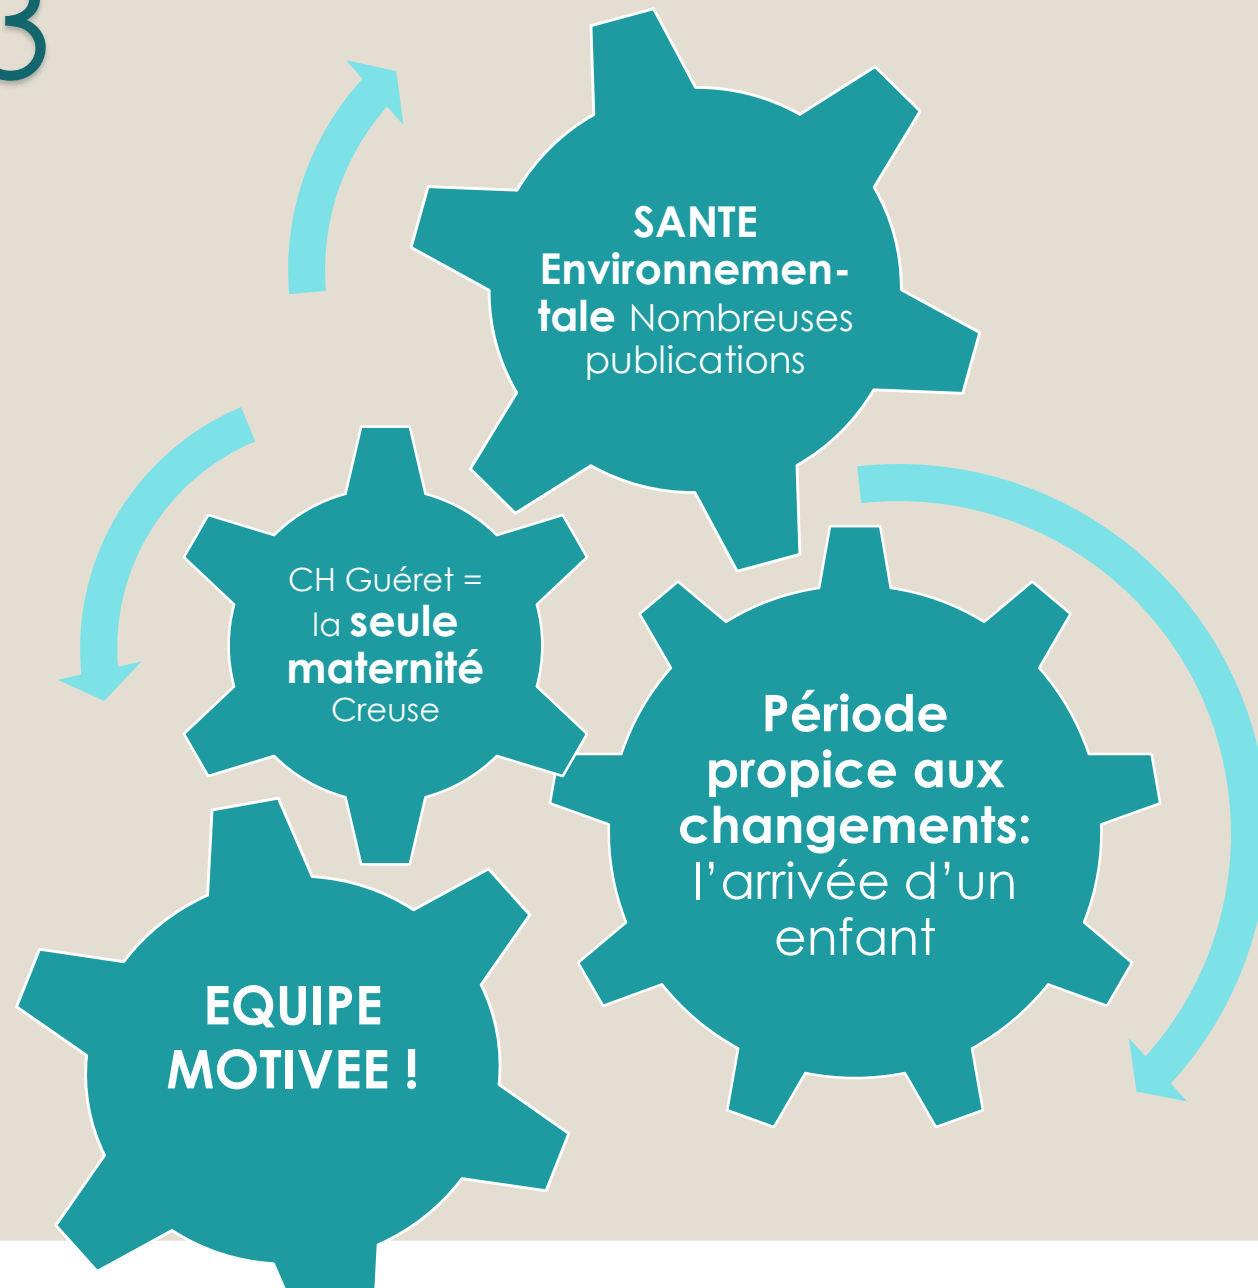 3
SANTE
Environnemen-
tale Nombreuses
publications
CH Guéret =
la seule
maternité
Creuse
Période
propice aux
changements:
l’arrivée d’un
enfant
EQUIPE
MOTIVEE !